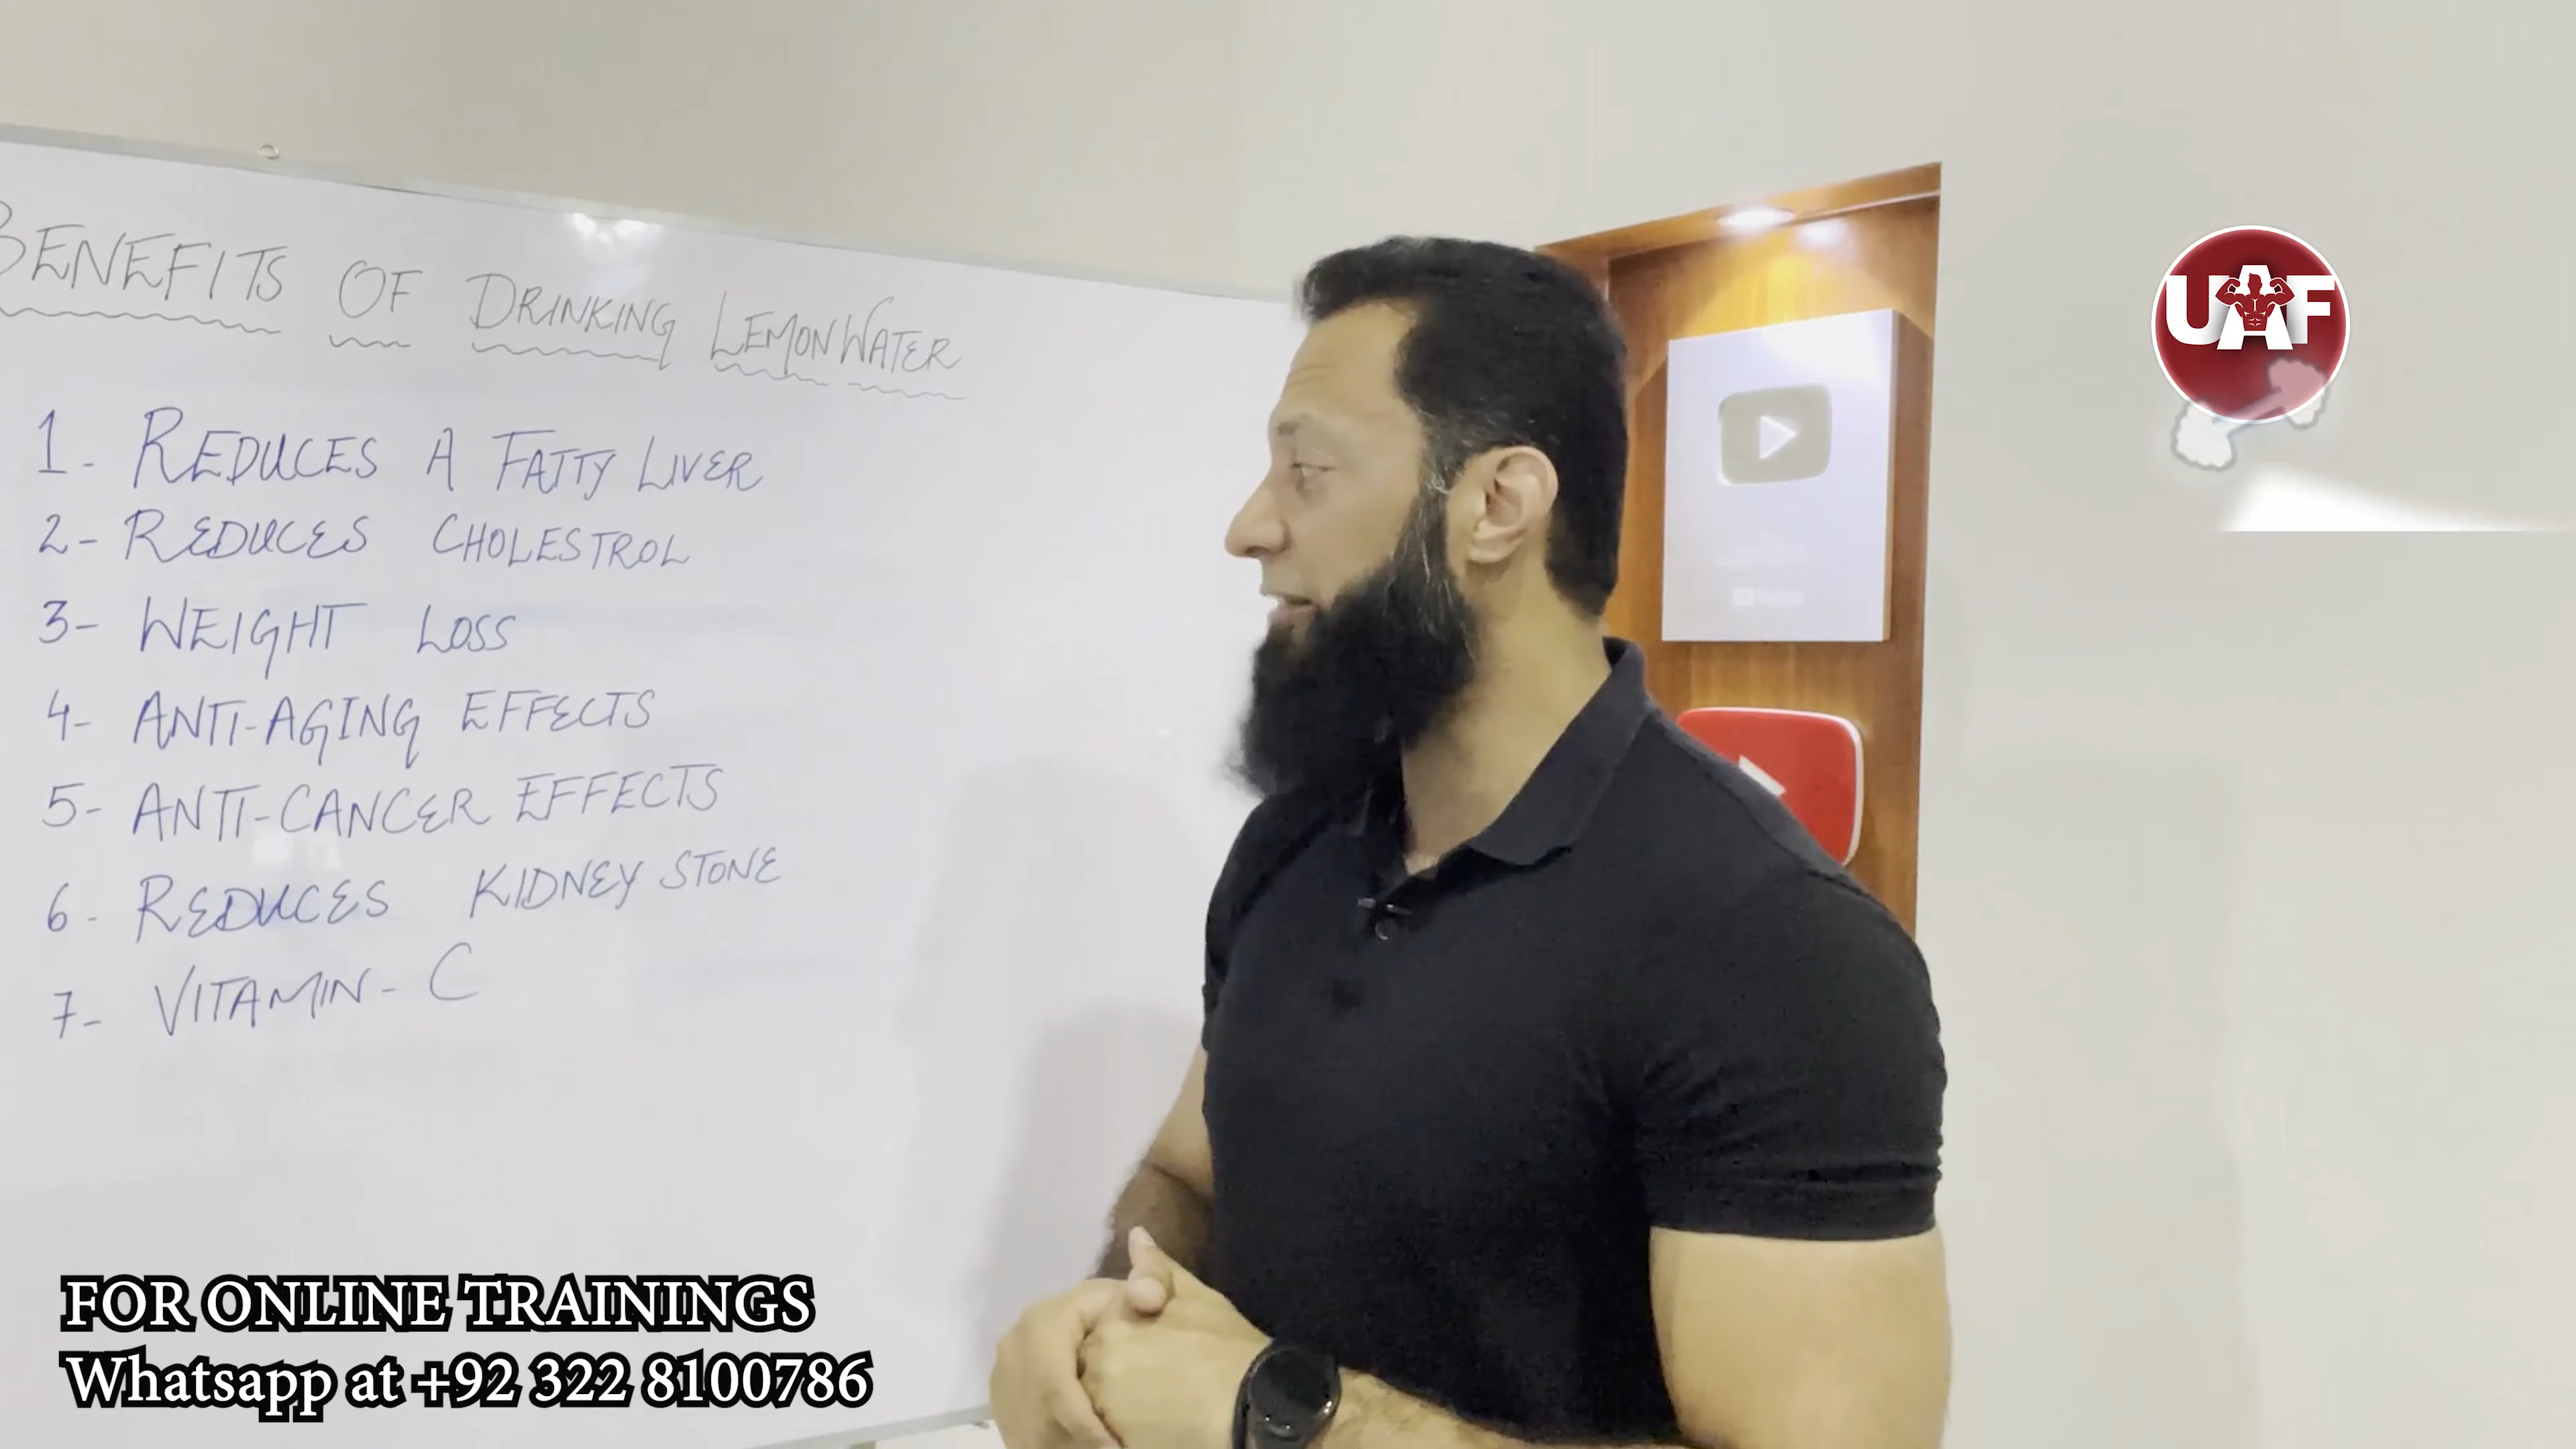 BENEFITS OF DRINKING LEMON WATER
1- REDUCES A FATTY LIVER
2- REDUCES CHOLESTROL
3- WEIGHT LOSS
4- ANTI-AGING EFFECTS
5- ANTI-CANCER EFFECTS
6- REDUCES KIDNEY STONE
7- VITAMIN-C
UAF
FOR ONLINE TRAININGS
Whatsapp at +92 322 8100786